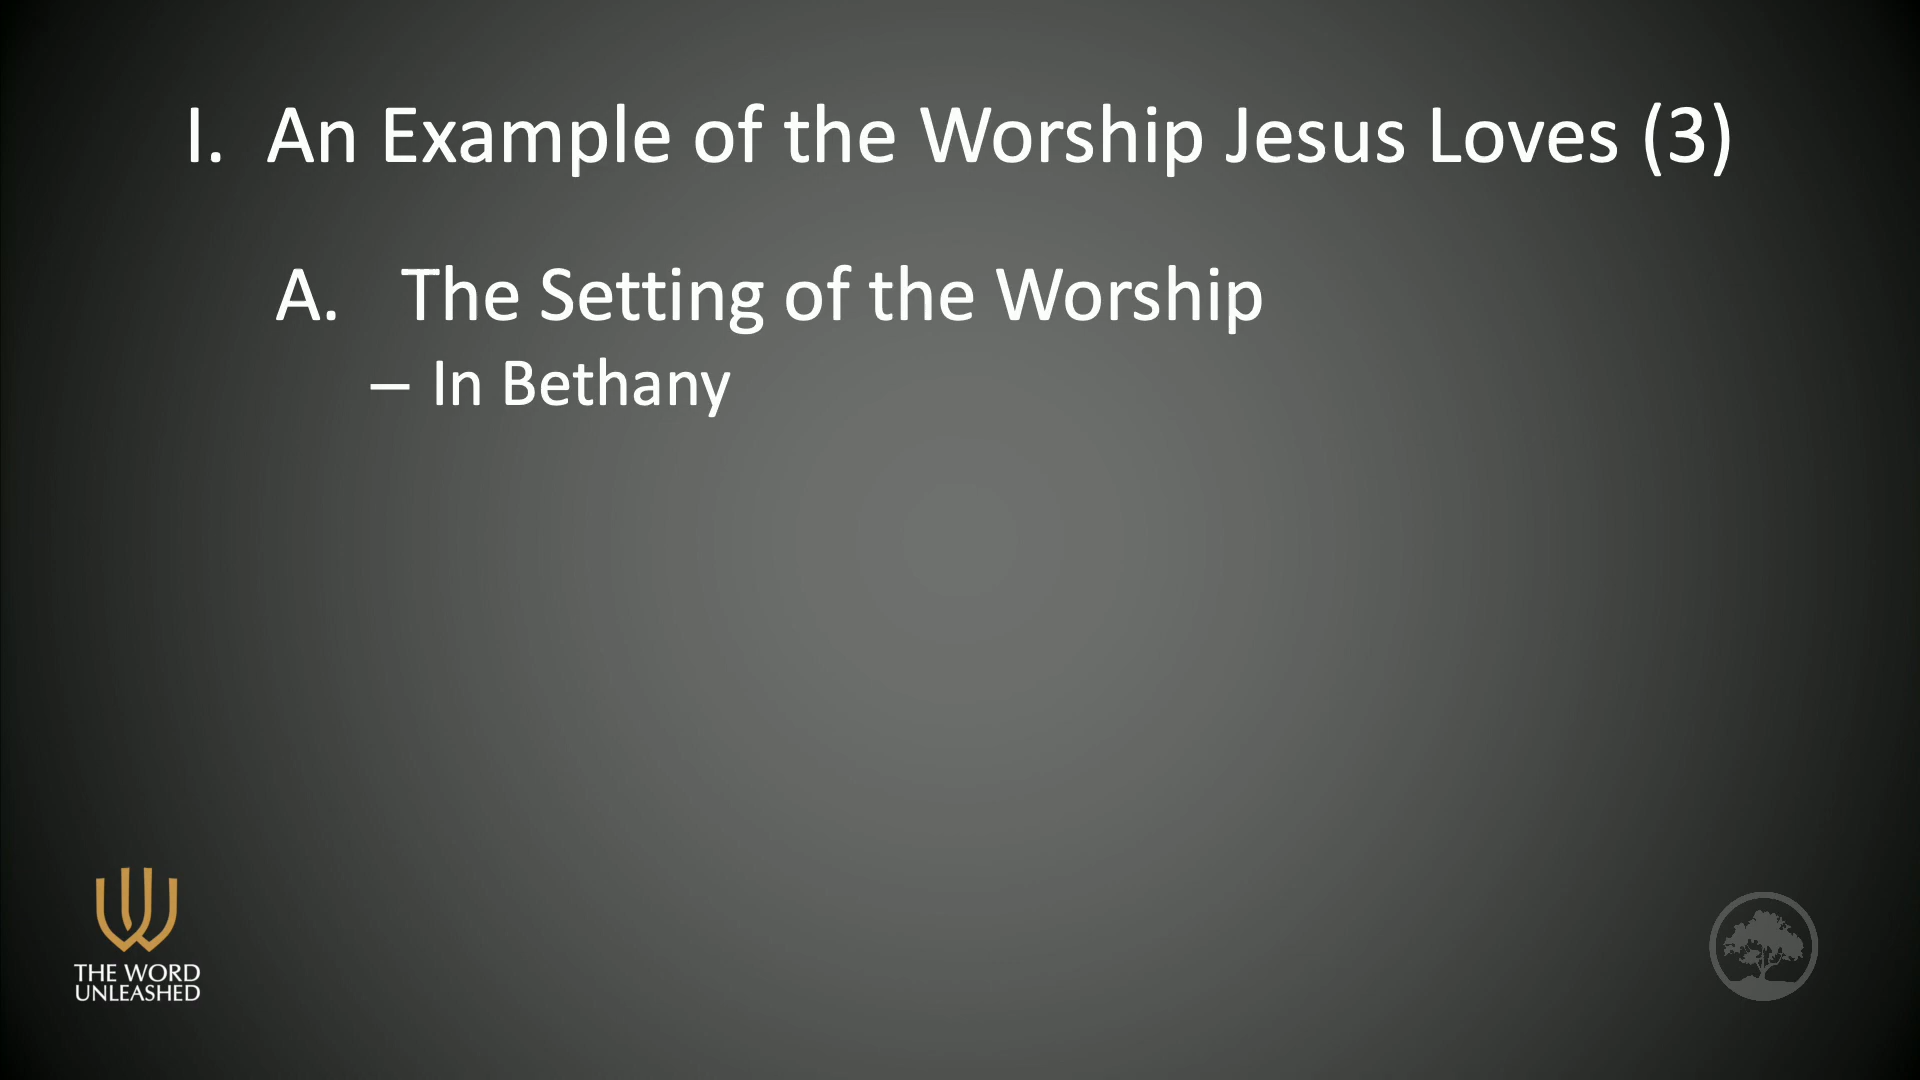 I. An Example of the Worship Jesus Loves (3)
A. The Setting of the Worship
– In Bethany
THE WORD
UNLEASHED